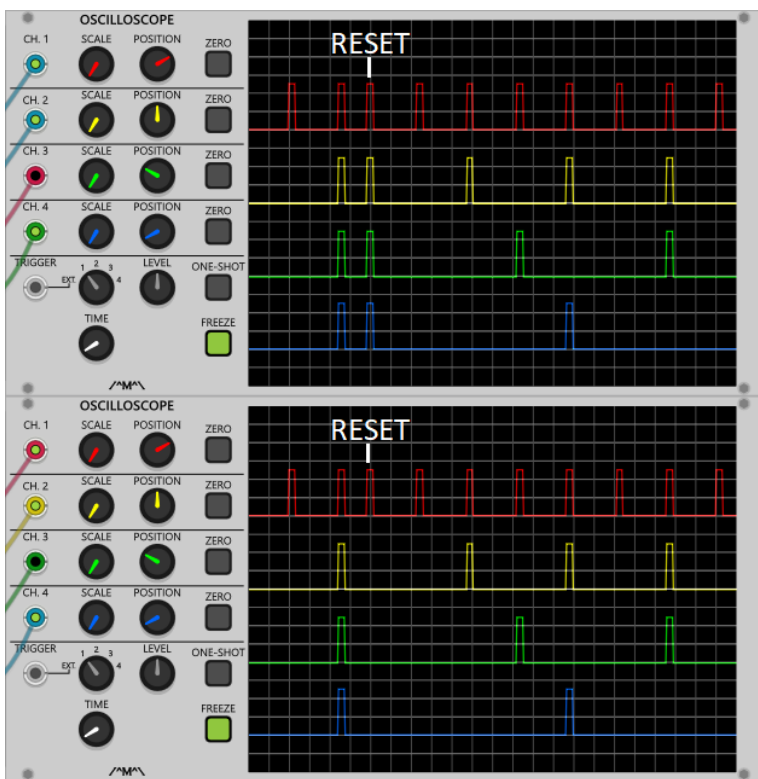 OSCILLOSCOPE
CH. 1 SCALE POSITION ZERO
CH. 2 SCALE POSITION ZERO
CH. 3 SCALE POSITION ZERO
CH. 4 SCALE POSITION ZERO
TRIGGER EXT. 1 2 3 4 LEVEL ONE-SHOT
TIME FREEZE
/^M^\
RESET
OSCILLOSCOPE
CH. 1 SCALE POSITION ZERO
CH. 2 SCALE POSITION ZERO
CH. 3 SCALE POSITION ZERO
CH. 4 SCALE POSITION ZERO
TRIGGER EXT. 1 2 3 4 LEVEL ONE-SHOT
TIME FREEZE
/^M^\
RESET